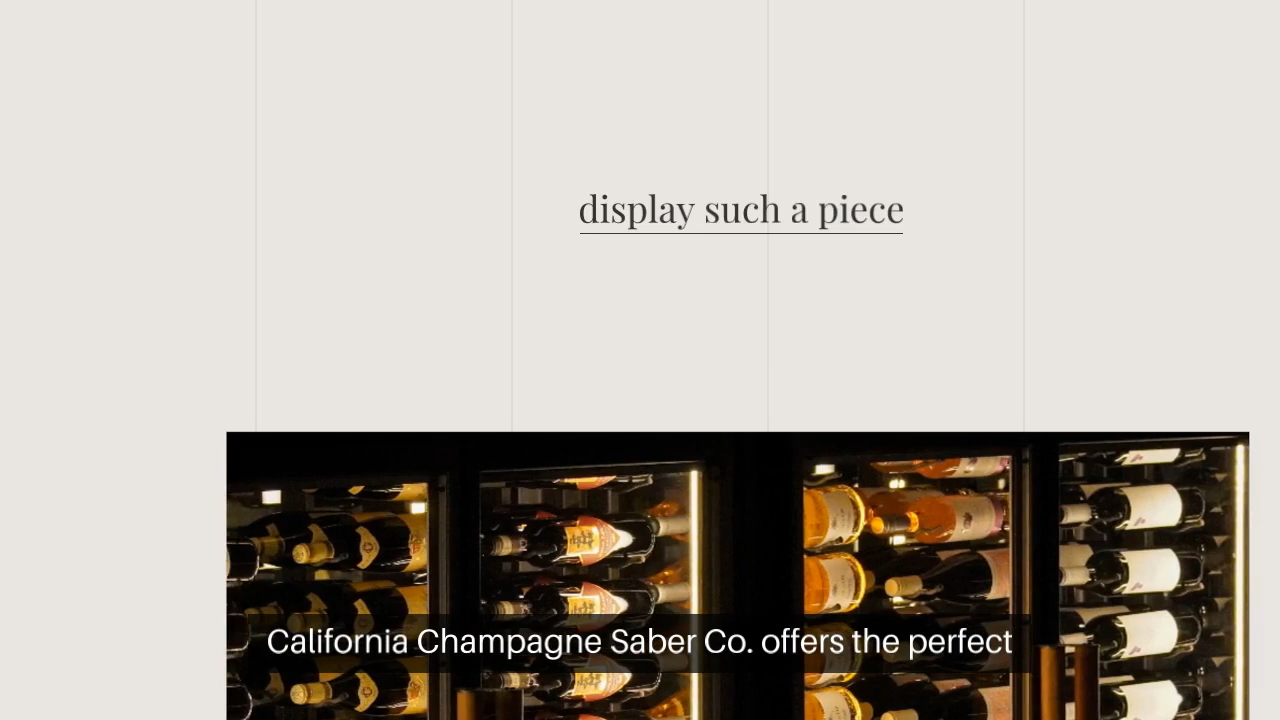 display such a piece
California Champagne Saber Co. offers the perfect